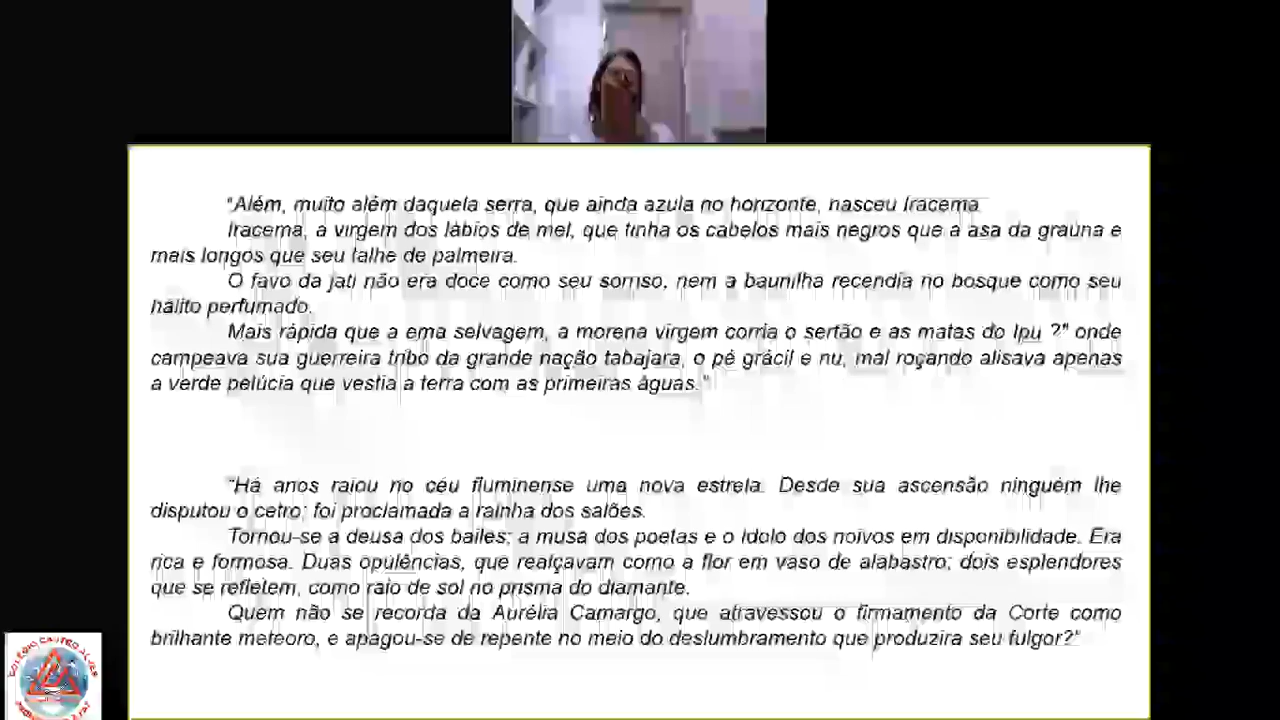 "Além, muito além daquela serra, que ainda azula no horizonte, nasceu Iracema.
Iracema, a virgem dos lábios de mel, que tinha os cabelos mais negros que a asa da graúna e
mais longos que seu talhe de palmeira.
O favo da jati não era doce como seu sorriso, nem a baunilha recendia no bosque como seu
hálito perfumado.
Mais rápida que a ema selvagem, a morena virgem corria o sertão e as matas do Ipu ?" onde
campeava sua guerreira tribo da grande nação tabajara, o pé grácil e nu, mal roçando alisava apenas
a verde pelúcia que vestia a terra com as primeiras águas."
"Há anos raiou no céu fluminense uma nova estrela. Desde sua ascensão ninguém lhe
disputou o cetro; foi proclamada a rainha dos salões.
Tornou-se a deusa dos bailes; a musa dos poetas e o ídolo dos noivos em disponibilidade. Era
rica e formosa. Duas opulências, que realçavam como a flor em vaso de alabastro; dois esplendores
que se refletem, como raio de sol no prisma do diamante.
Quem não se recorda da Aurélia Camargo, que atravessou o firmamento da Corte como
brilhante meteoro, e apagou-se de repente no meio do deslumbramento que produzira seu fulgor?"
COLÉGIO CASTRO ALVES